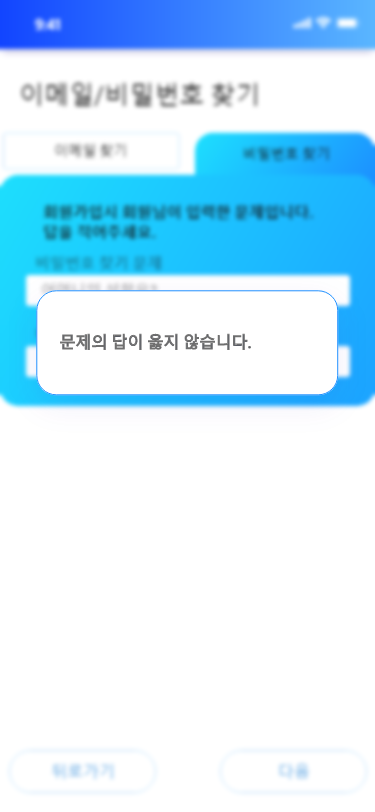 9:41
이메일/비밀번호 찾기
이메일 찾기
비밀번호 찾기
회원가입시 회원님이 입력한 문제입니다.
답을 적어주세요.
비밀번호 찾기 문제
문제의 답이 옳지 않습니다.
뒤로가기
다음